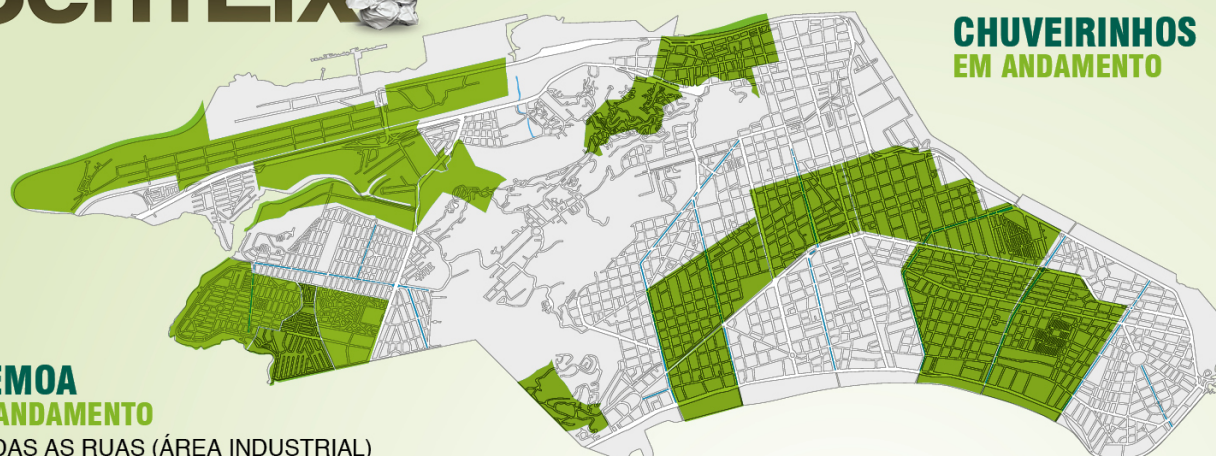 CHUVEIRINHOS
EM ANDAMENTO
EMOA
ANDAMENTO
DAS AS RUAS (ÁREA INDUSTRIAL)